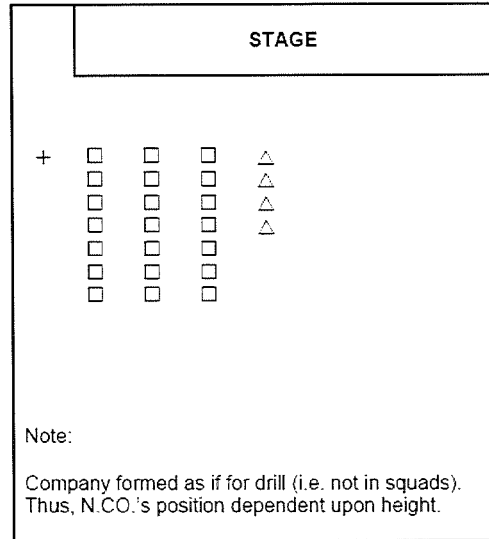 STAGE
Note:
Company formed as if for drill (i.e. not in squads).
Thus, N.CO.'s position dependent upon height.